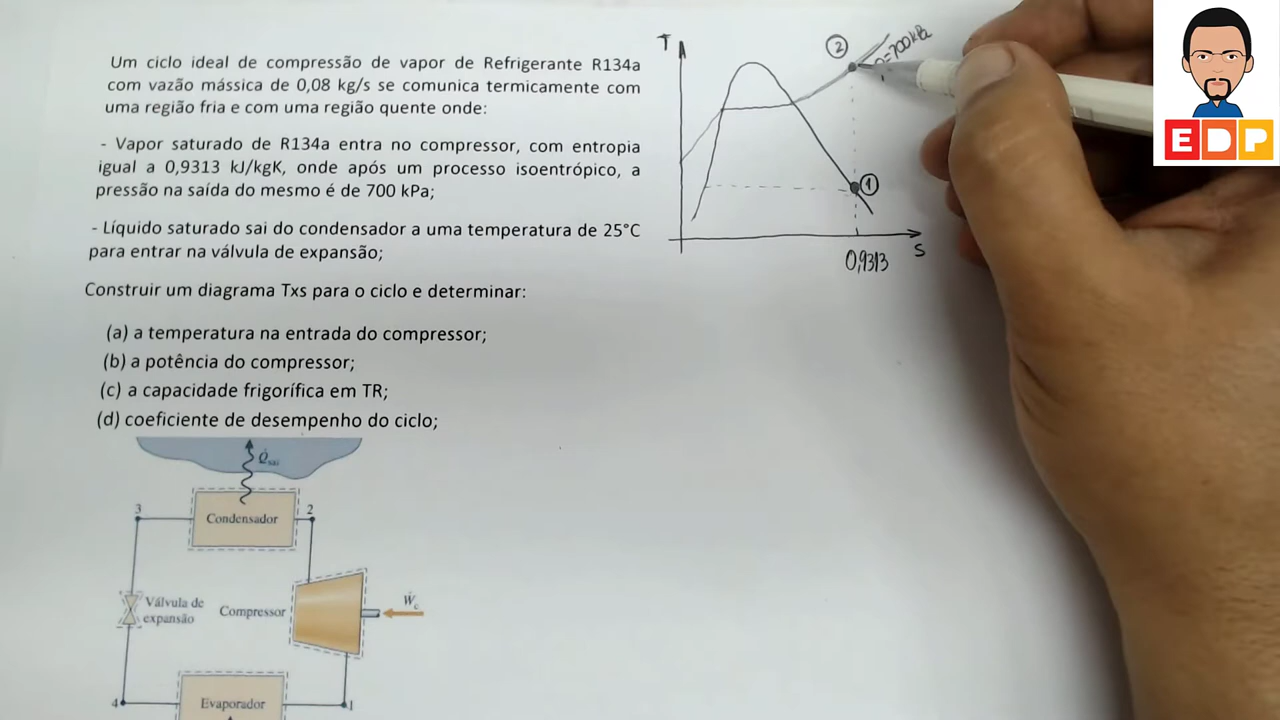 Um ciclo ideal de compressão de vapor de Refrigerante R134a
com vazão mássica de 0,08 kg/s se comunica termicamente com
uma região fria e com uma região quente onde:
- Vapor saturado de R134a entra no compressor, com entropia
igual a 0,9313 kJ/kgK, onde após um processo isoentrópico, a
pressão na saída do mesmo é de 700 kPa;
- Líquido saturado sai do condensador a uma temperatura de 25°C
para entrar na válvula de expansão;
Construir um diagrama Txs para o ciclo e determinar:
(a) a temperatura na entrada do compressor;
(b) a potência do compressor;
(c) a capacidade frigorífica em TR;
(d) coeficiente de desempenho do ciclo;
Q̇sai
3
Condensador
2
Válvula de
expansão
Compressor
Ẇc
4
Evaporador
1
T
2
p=700kPa
1
S
0,9313
EDP